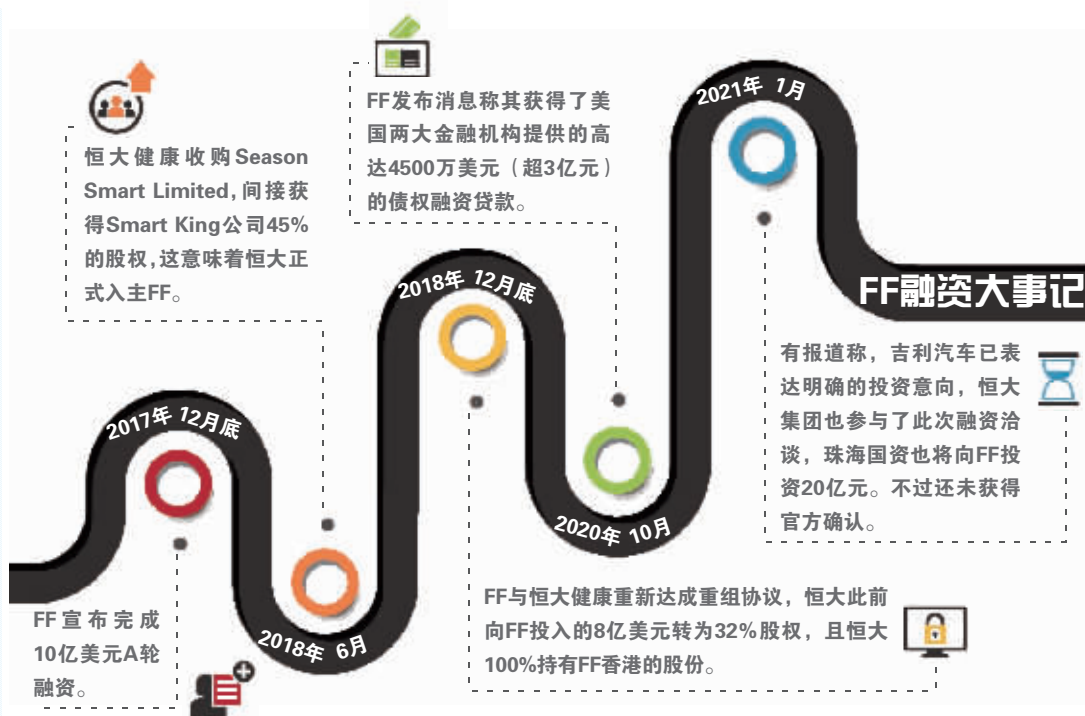 FF融资大事记
2017年 12月底
FF宣布完成
10亿美元A轮
融资。
2018年 6月
恒大健康收购Season
Smart Limited,间接获
得Smart King公司45%
的股权,这意味着恒大正
式入主FF。
2018年 12月底
FF与恒大健康重新达成重组协议，恒大此前
向FF投入的8亿美元转为32%股权，且恒大
100%持有FF香港的股份。
2020年 10月
FF发布消息称其获得了美
国两大金融机构提供的高
达4500万美元（超3亿元）
的债权融资贷款。
2021年 1月
有报道称，吉利汽车已表
达明确的投资意向，恒大
集团也参与了此次融资洽
谈，珠海国资也将向FF投
资20亿元。不过还未获得
官方确认。